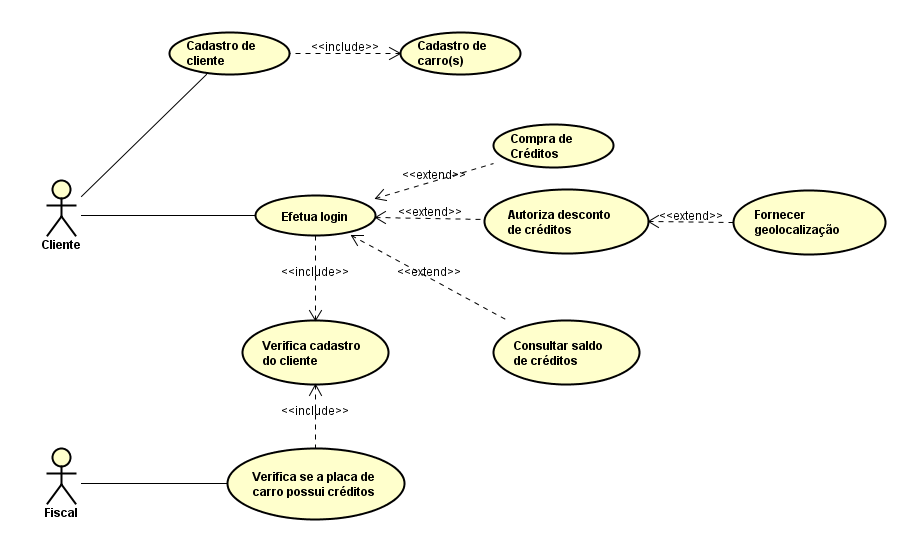 Cadastro de
cliente
<<include>>
Cadastro de
carro(s)
Compra de
Créditos
<<extend>>
Cliente
Efetua login
<<extend>>
Autoriza desconto
de créditos
<<extend>>
Fornecer
geolocalização
<<include>>
<<extend>>
Verifica cadastro
do cliente
Consultar saldo
de créditos
<<include>>
Fiscal
Verifica se a placa de
carro possui créditos